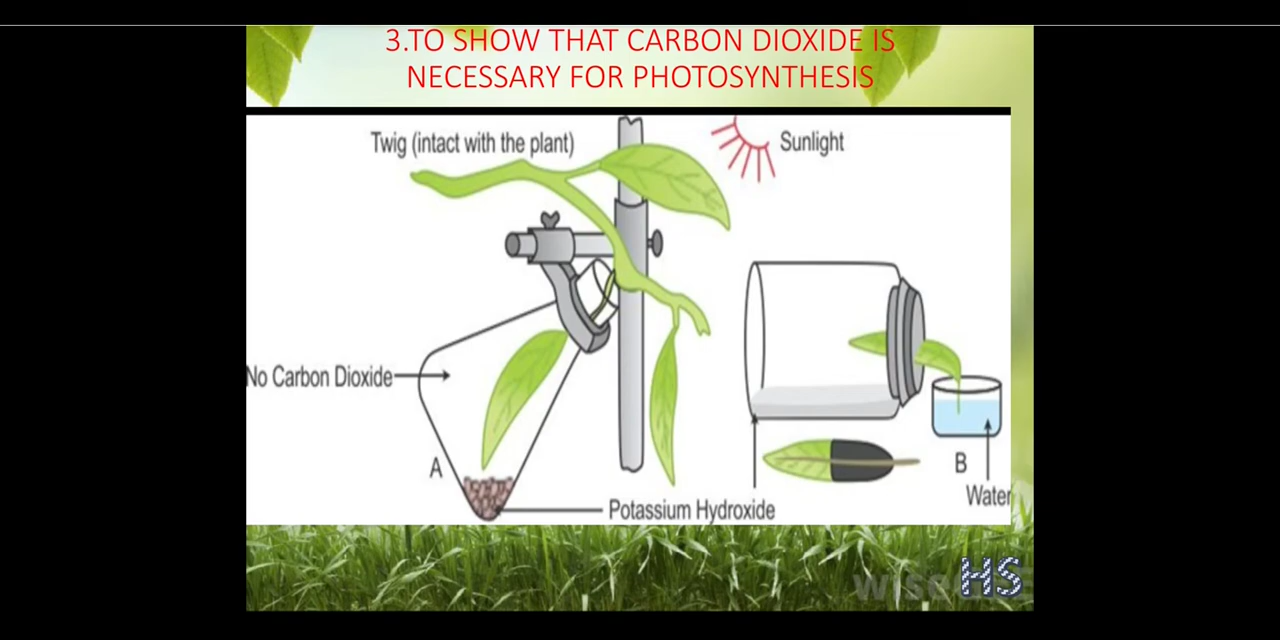 3.TO SHOW THAT CARBON DIOXIDE IS
NECESSARY FOR PHOTOSYNTHESIS
Twig (intact with the plant)
Sunlight
No Carbon Dioxide
A
B
Water
Potassium Hydroxide
HS